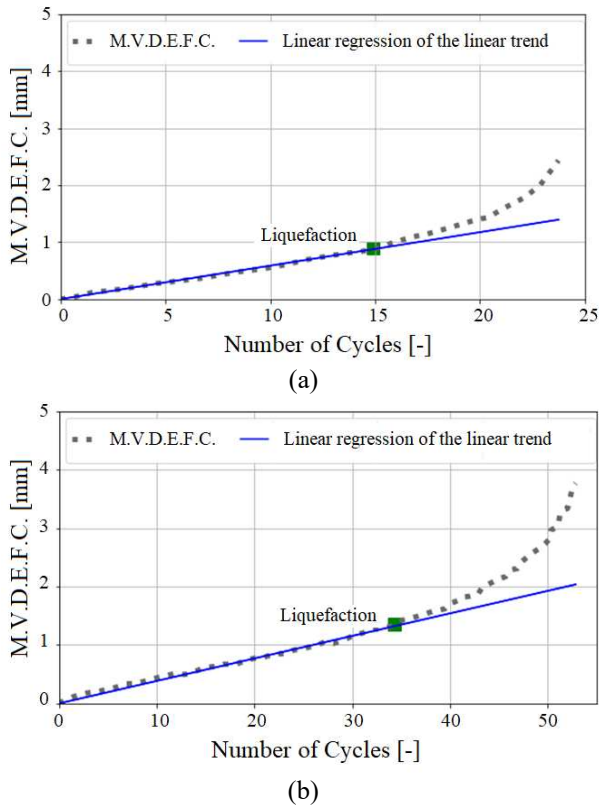 M.V.D.E.F.C. Linear regression of the linear trend
5
4
3
2
1
0
M.V.D.E.F.C. [mm]
Liquefaction
0 5 10 15 20 25
Number of Cycles [-]
(a)
M.V.D.E.F.C. Linear regression of the linear trend
5
4
3
2
1
0
M.V.D.E.F.C. [mm]
Liquefaction
0 10 20 30 40 50
Number of Cycles [-]
(b)